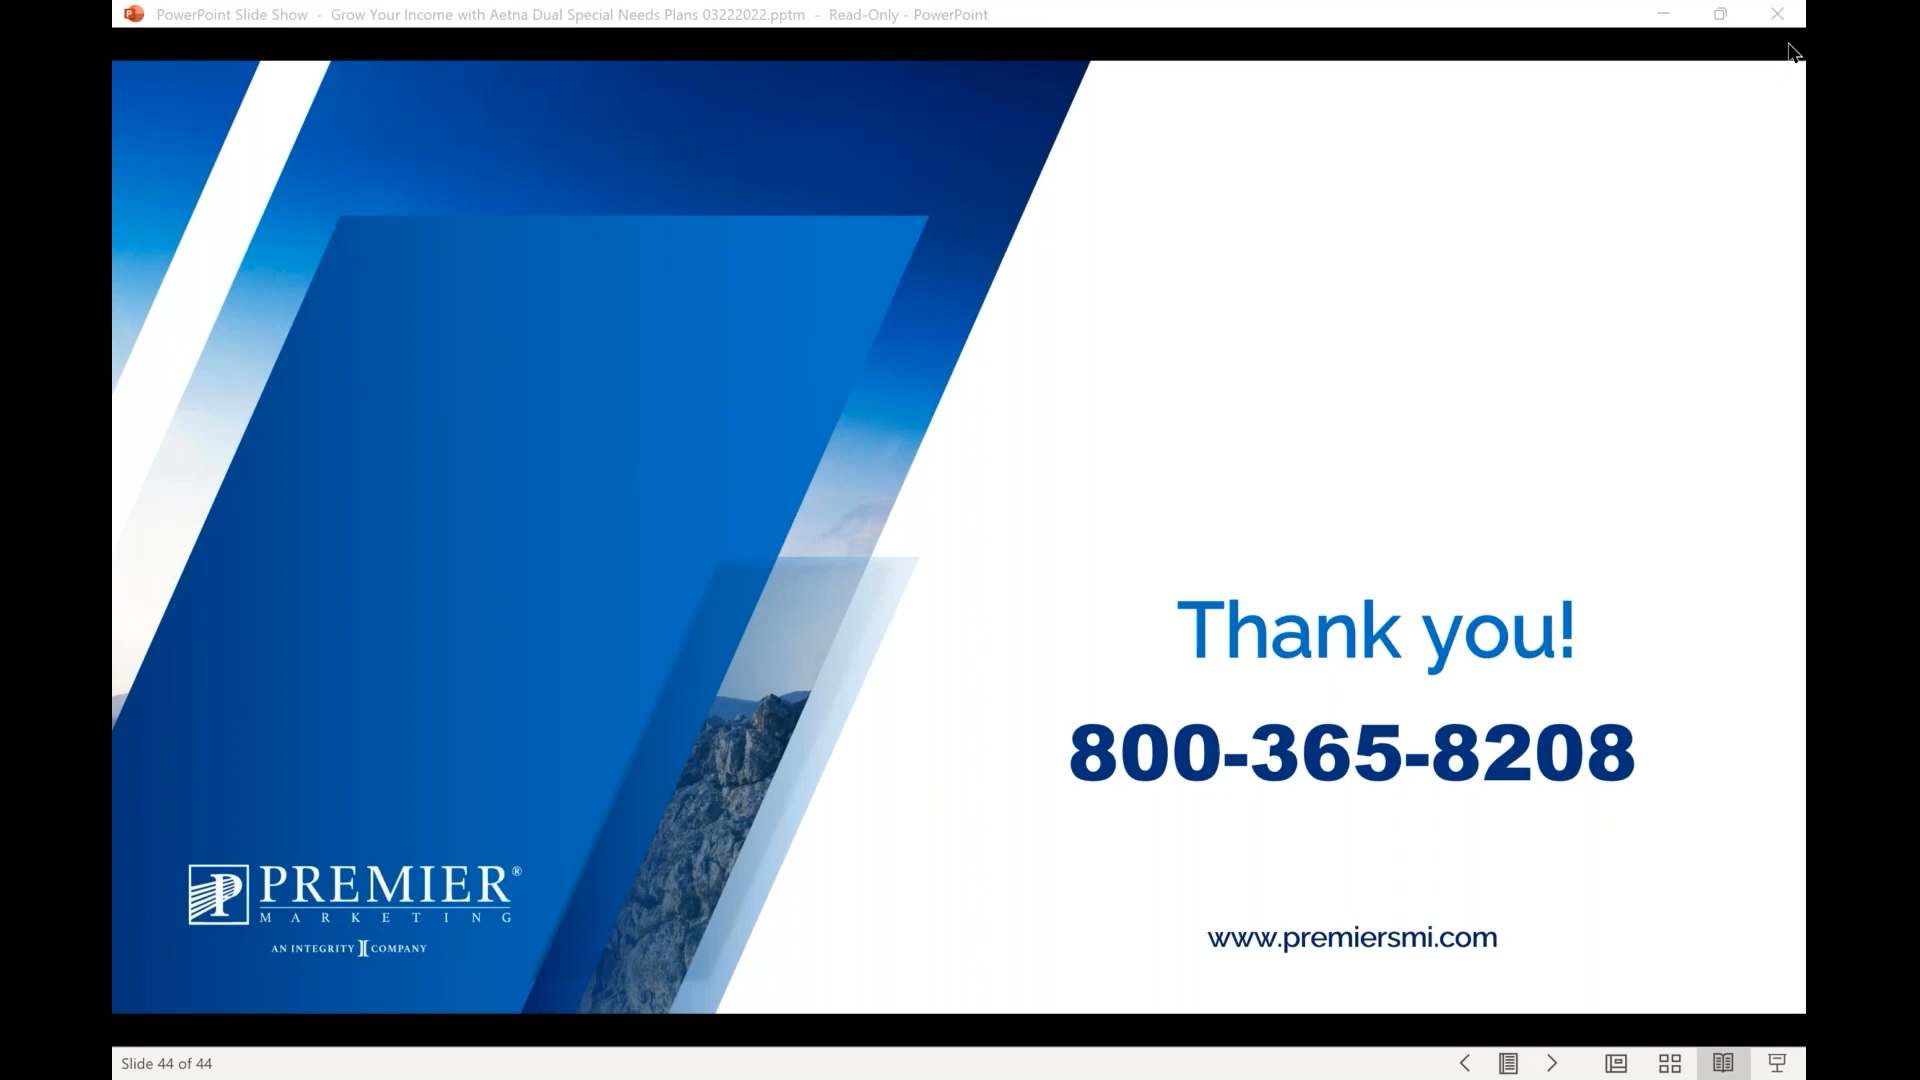 PowerPoint Slide Show - Grow Your Income with Aetna Dual Special Needs Plans 03222022.pptm - Read-Only - PowerPoint
Thank you!
800-365-8208
PREMIER®
MARKETING
AN INTEGRITY COMPANY
www.premiersmi.com
Slide 44 of 44